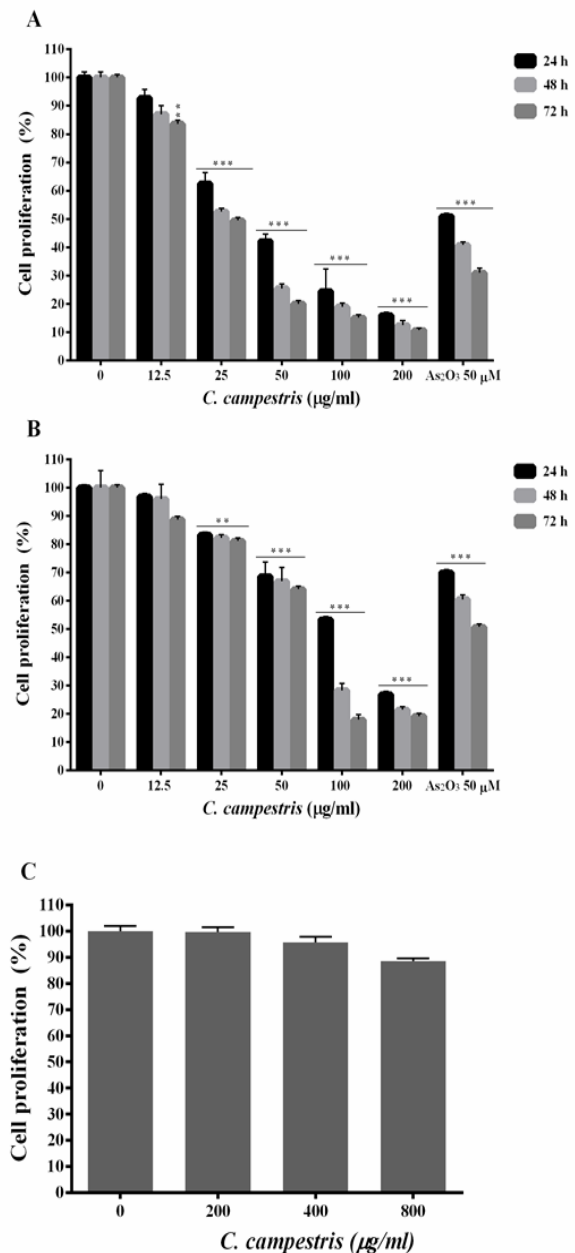 A
110
100
90
80
70
60
50
40
30
20
10
0
Cell proliferation (%)
24 h
48 h
72 h
**
***
***
***
***
***
0 12.5 25 50 100 200 As₂O₃ 50 μM
C. campestris (μg/ml)
B
110
100
90
80
70
60
50
40
30
20
10
0
Cell proliferation (%)
24 h
48 h
72 h
**
***
***
***
***
0 12.5 25 50 100 200 As₂O₃ 50 μM
C. campestris (μg/ml)
C
110
100
90
80
70
60
50
40
30
20
10
0
Cell proliferation (%)
0 200 400 800
C. campestris (μg/ml)